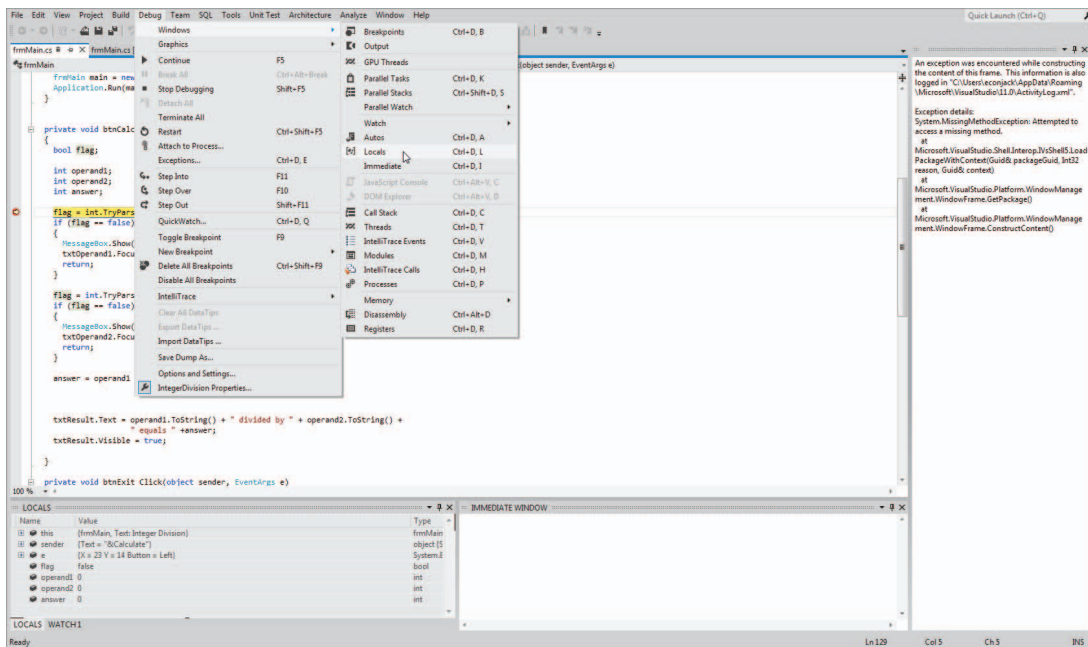 File Edit View Project Build Debug Team SQL Tools Unit Test Architecture Analyze Window Help
Quick Launch (Ctrl+Q)
frmMain.cs
frmMain.cs [
frmMain
(object sender, EventArgs e)
Windows
Graphics
Continue F5
Break All Ctrl+Alt+Break
Stop Debugging Shift+F5
Detach All
Terminate All
Restart Ctrl+Shift+F5
Attach to Process...
Exceptions... Ctrl+D, E
Step Into F11
Step Over F10
Step Out Shift+F11
QuickWatch... Ctrl+D, Q
Toggle Breakpoint F9
New Breakpoint
Delete All Breakpoints Ctrl+Shift+F9
Disable All Breakpoints
IntelliTrace
Clear All DataTips
Export DataTips ...
Import DataTips ...
Save Dump As...
Options and Settings...
IntegerDivision Properties...
Breakpoints Ctrl+D, B
Output
GPU Threads
Parallel Tasks Ctrl+D, K
Parallel Stacks Ctrl+Shift+D, S
Parallel Watch
Watch
Autos Ctrl+D, A
Locals Ctrl+D, L
Immediate Ctrl+D, I
JavaScript Console Ctrl+Alt+V, C
DOM Explorer Ctrl+Alt+V, D
Call Stack Ctrl+D, C
Threads Ctrl+D, T
IntelliTrace Events Ctrl+D, V
Modules Ctrl+D, M
IntelliTrace Calls Ctrl+D, H
Processes Ctrl+D, P
Memory
Disassembly Ctrl+Alt+D
Registers Ctrl+D, R
frmMain main = new
Application.Run(ma
}
private void btnCalc
{
bool flag;
int operand1;
int operand2;
int answer;
flag = int.TryPars
if (flag == false)
{
MessageBox.Show(
txtOperand1.Focu
return;
}
flag = int.TryPars
if (flag == false)
{
MessageBox.Show(
txtOperand2.Focu
return;
}
answer = operand1
txtResult.Text = operand1.ToString() + " divided by " + operand2.ToString() +
" equals " +answer;
txtResult.Visible = true;
}
private void btnExit Click(object sender, EventArgs e)
100 %
An exception was encountered while constructing
the content of this frame. This information is also
logged in "C:\Users\econjack\AppData\Roaming
\Microsoft\VisualStudio\11.0\ActivityLog.xml".
Exception details:
System.MissingMethodException: Attempted to
access a missing method.
at
Microsoft.VisualStudio.Shell.Interop.IVsShell5.Load
PackageWithContext(Guid& packageGuid, Int32
reason, Guid& context)
at
Microsoft.VisualStudio.Platform.WindowManage
ment.WindowFrame.GetPackage()
at
Microsoft.VisualStudio.Platform.WindowManage
ment.WindowFrame.ConstructContent()
LOCALS
Name Value Type
this {frmMain, Text: Integer Division} frmMain
sender {Text = "&Calculate"} object {S
e {X = 23 Y = 14 Button = Left} System.E
flag false bool
operand1 0 int
operand2 0 int
answer 0 int
LOCALS WATCH 1
IMMEDIATE WINDOW
Ready Ln 129 Col 5 Ch 5 INS